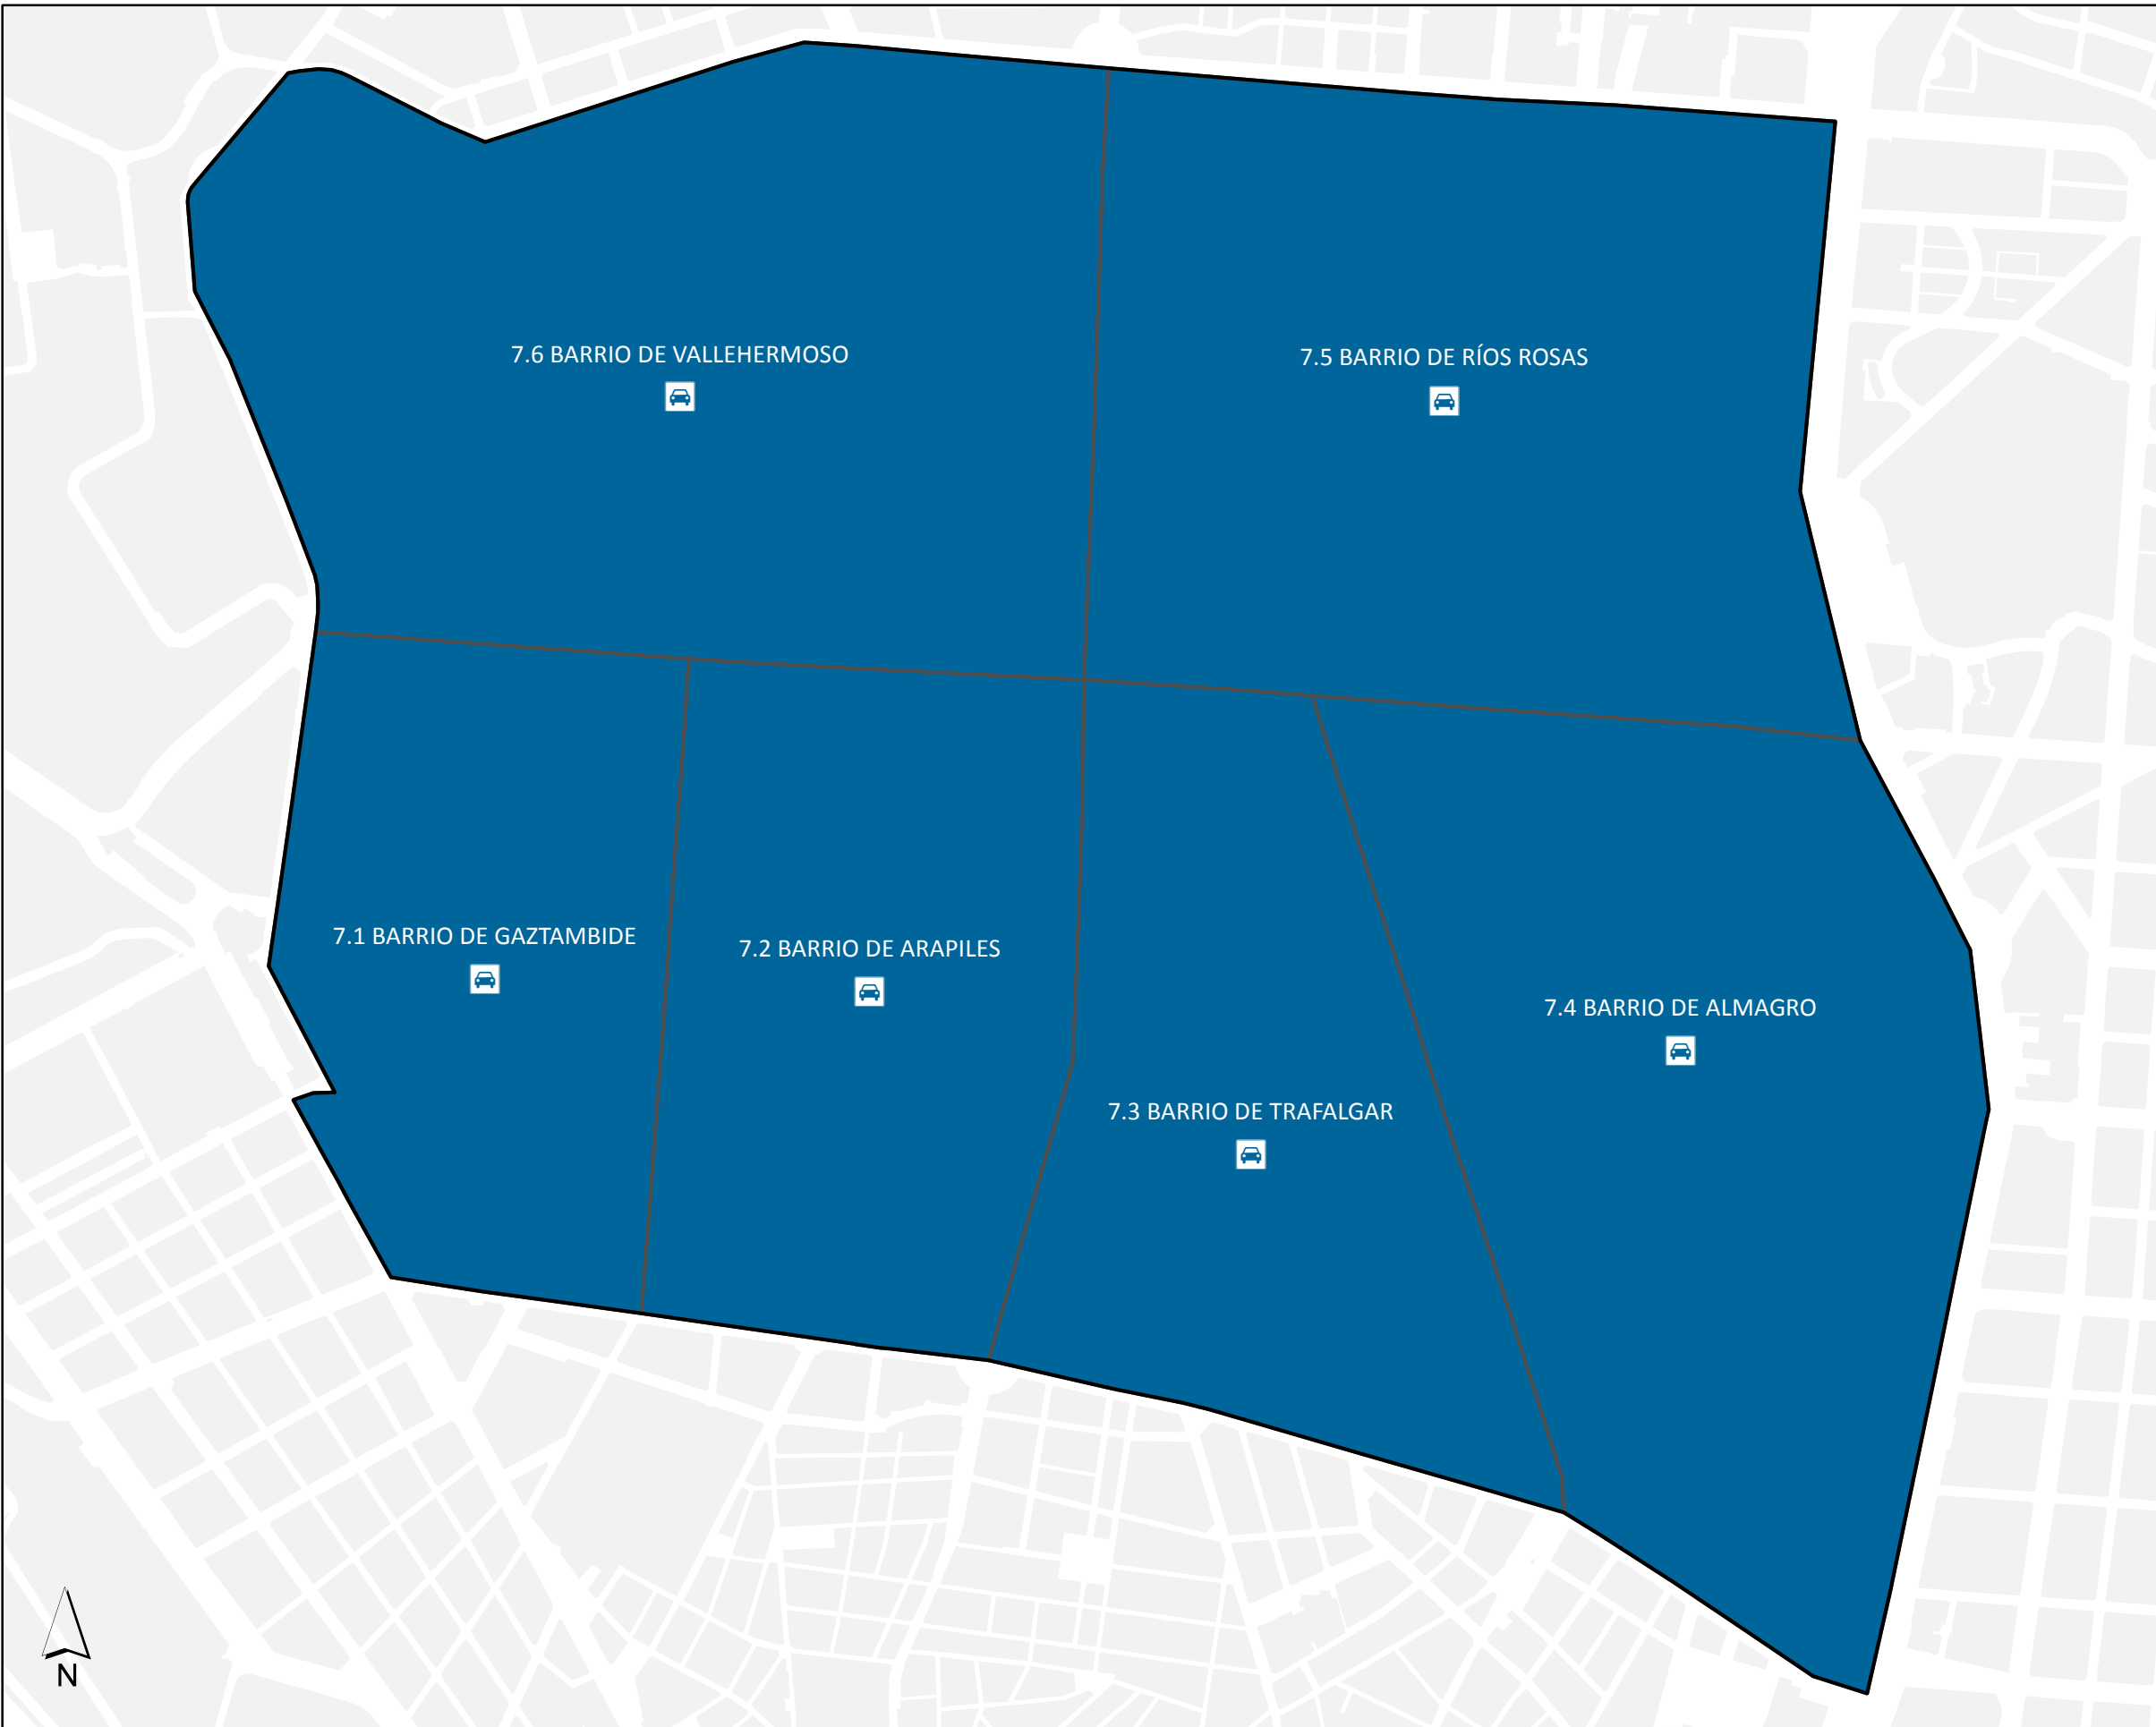 7.6 BARRIO DE VALLEHERMOSO
7.5 BARRIO DE RÍOS ROSAS
7.1 BARRIO DE GAZTAMBIDE
7.2 BARRIO DE ARAPILES
7.4 BARRIO DE ALMAGRO
7.3 BARRIO DE TRAFALGAR
N